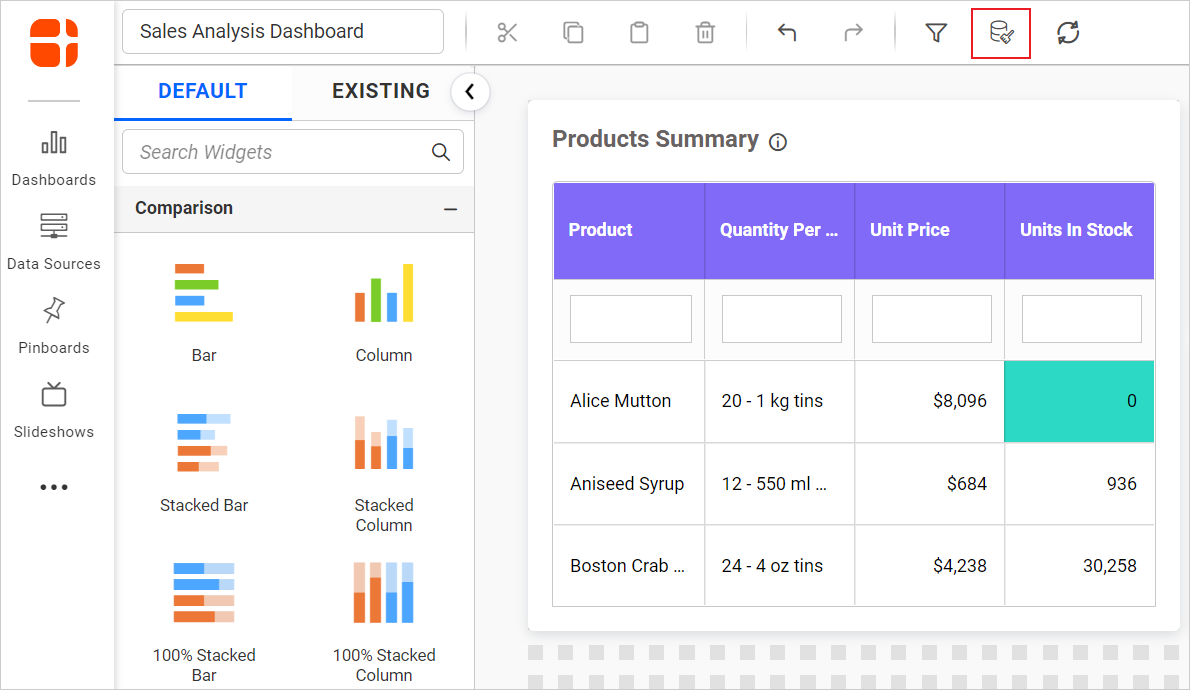 Sales Analysis Dashboard
DEFAULT
EXISTING
Search Widgets
Comparison
Dashboards
Data Sources
Pinboards
Slideshows
Bar
Column
Stacked Bar
Stacked
Column
100% Stacked
Bar
100% Stacked
Column
Products Summary
Product Quantity Per ... Unit Price Units In Stock
Alice Mutton 20 - 1 kg tins $8,096 0
Aniseed Syrup 12 - 550 ml ... $684 936
Boston Crab ... 24 - 4 oz tins $4,238 30,258